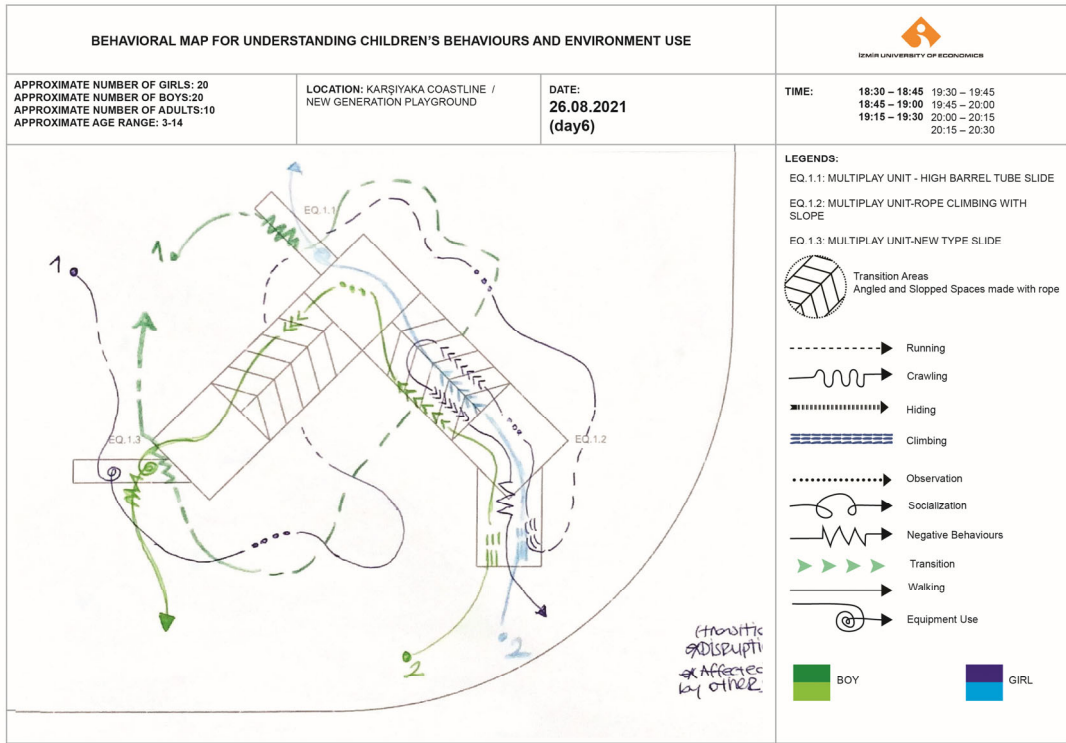 BEHAVIORAL MAP FOR UNDERSTANDING CHILDREN'S BEHAVIOURS AND ENVIRONMENT USE
İZMİR UNIVERSITY OF ECONOMICS
APPROXIMATE NUMBER OF GIRLS: 20
APPROXIMATE NUMBER OF BOYS:20
APPROXIMATE NUMBER OF ADULTS:10
APPROXIMATE AGE RANGE: 3-14
LOCATION: KARŞIYAKA COASTLINE /
NEW GENERATION PLAYGROUND
DATE:
26.08.2021
(day6)
TIME:
18:30 – 18:45 19:30 – 19:45
18:45 – 19:00 19:45 – 20:00
19:15 – 19:30 20:00 – 20:15
20:15 – 20:30
EQ.1.1
1
1
EQ.1.3
EQ.1.2
2
2
(transitio
*Disrupti
*Affected
by other
LEGENDS:
EQ.1.1: MULTIPLAY UNIT - HIGH BARREL TUBE SLIDE
EQ.1.2: MULTIPLAY UNIT-ROPE CLIMBING WITH
SLOPE
EQ.1.3: MULTIPLAY UNIT-NEW TYPE SLIDE
Transition Areas
Angled and Slopped Spaces made with rope
Running
Crawling
Hiding
Climbing
Observation
Socialization
Negative Behaviours
Transition
Walking
Equipment Use
BOY
GIRL